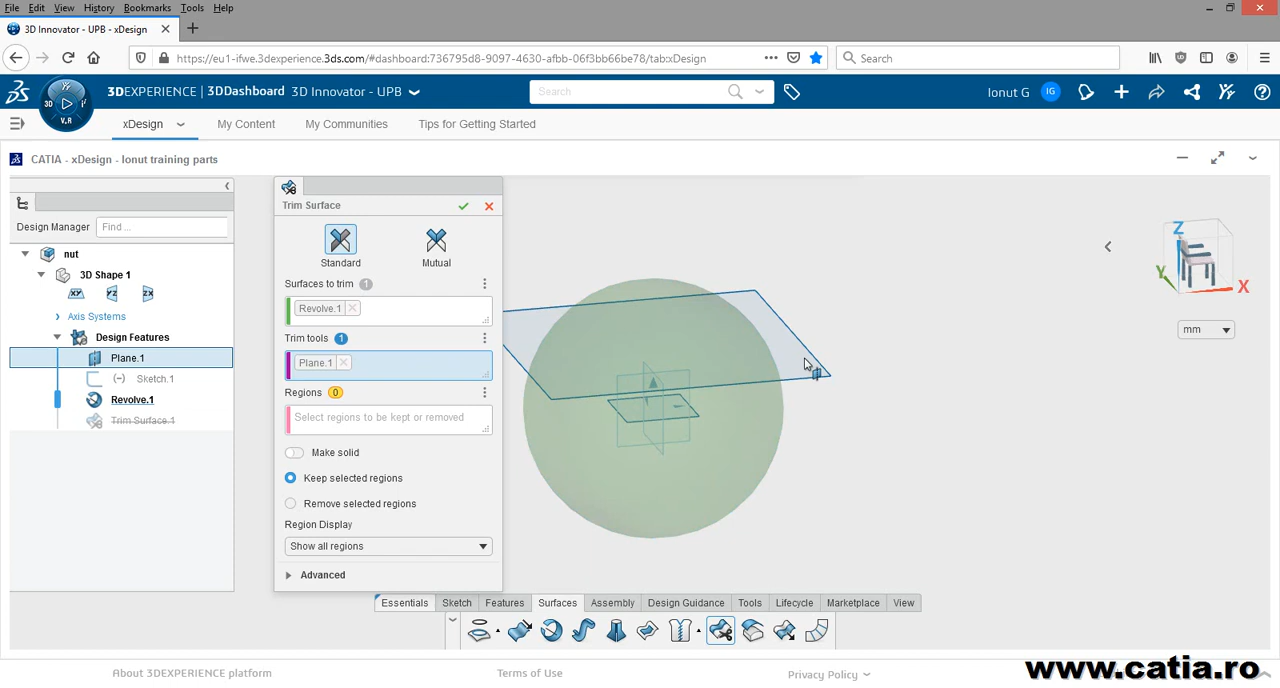 File Edit View History Bookmarks Tools Help
3D Innovator - UPB - xDesign
https://eu1-ifwe.3dexperience.3ds.com/#dashboard:736795d8-9097-4630-afbb-06f3bb66be78/tab:xDesign
Search
3D
V.R
3DEXPERIENCE | 3DDashboard 3D Innovator - UPB
Search
Ionut G
IG
xDesign My Content My Communities Tips for Getting Started
CATIA - xDesign - Ionut training parts
Trim Surface
Design Manager
Find ...
Standard
Mutual
nut
3D Shape 1
XY YZ ZX
Axis Systems
Design Features
Plane.1
(-) Sketch.1
Revolve.1
Trim Surface.1
Surfaces to trim 1
Revolve.1
Trim tools 1
Plane.1
Regions 0
Select regions to be kept or removed
Make solid
Keep selected regions
Remove selected regions
Region Display
Show all regions
Advanced
Z
Y
X
mm
Essentials Sketch Features Surfaces Assembly Design Guidance Tools Lifecycle Marketplace View
About 3DEXPERIENCE platform Terms of Use Privacy Policy
www.catia.ro